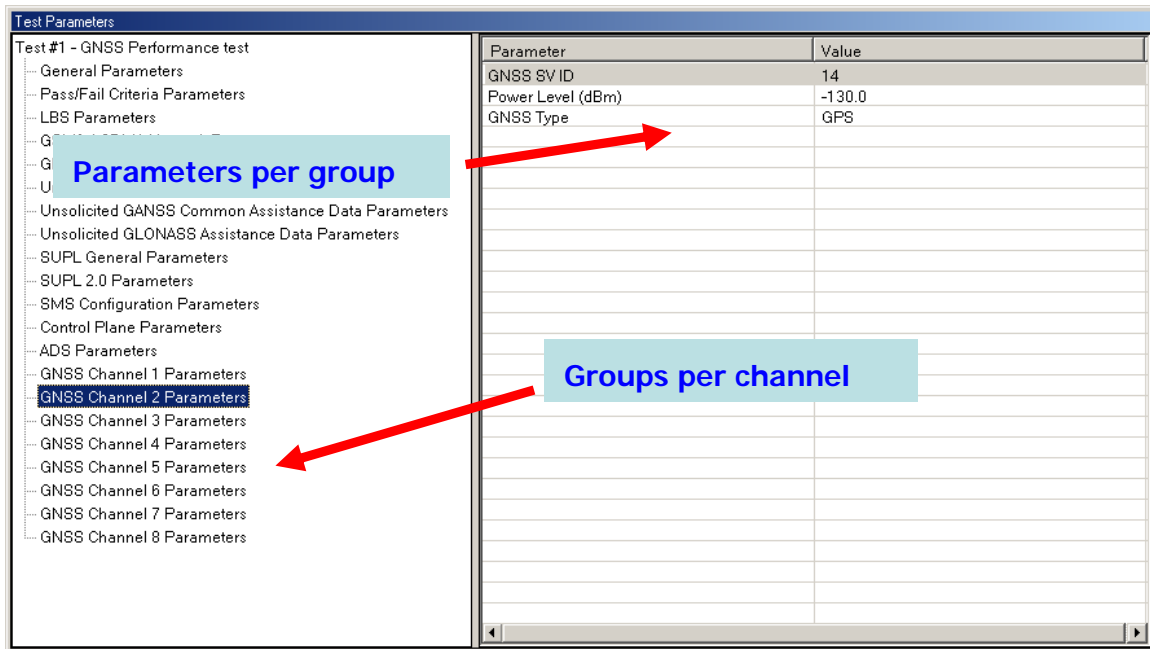 Test Parameters
Test #1 - GNSS Performance test
General Parameters
Pass/Fail Criteria Parameters
LBS Parameters
Parameters per group
Unsolicited GANSS Common Assistance Data Parameters
Unsolicited GLONASS Assistance Data Parameters
SUPL General Parameters
SUPL 2.0 Parameters
SMS Configuration Parameters
Control Plane Parameters
ADS Parameters
GNSS Channel 1 Parameters
GNSS Channel 2 Parameters
GNSS Channel 3 Parameters
GNSS Channel 4 Parameters
GNSS Channel 5 Parameters
GNSS Channel 6 Parameters
GNSS Channel 7 Parameters
GNSS Channel 8 Parameters
Parameter Value
GNSS SV ID 14
Power Level (dBm) -130.0
GNSS Type GPS
Groups per channel